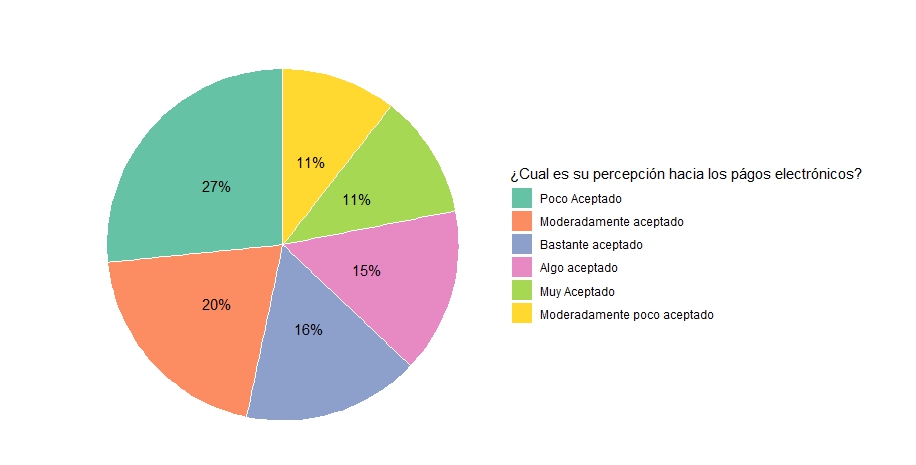 11%
27%
11%
15%
20%
16%
¿Cual es su percepción hacia los págos electrónicos?
Poco Aceptado
Moderadamente aceptado
Bastante aceptado
Algo aceptado
Muy Aceptado
Moderadamente poco aceptado